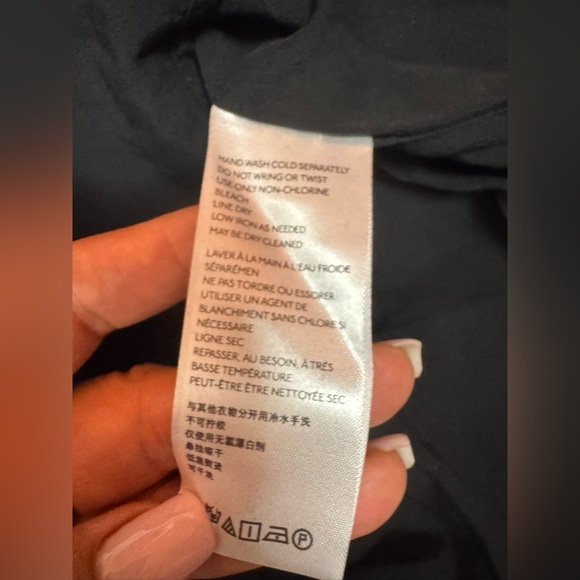 HAND WASH COLD SEPARATELY
DO NOT WRING OR TWIST
USE ONLY NON-CHLORINE
BLEACH
LINE DRY
LOW IRON AS NEEDED
MAY BE DRY CLEANED
LAVER À LA MAIN À L'EAU FROIDE
SÉPARÉMEN
NE PAS TORDRE OU ESSORER
UTILISER UN AGENT DE
BLANCHIMENT SANS CHLORE SI
NÉCESSAIRE
LIGNE SEC
REPASSER, AU BESOIN, À TRÈS
BASSE TEMPÉRATURE
PEUT-ÊTRE ÊTRE NETTOYÉE SEC
与其他衣物分开用冷水手洗
不可拧绞
仅使用无氯漂白剂
悬挂晾干
低温熨烫
可干洗
P